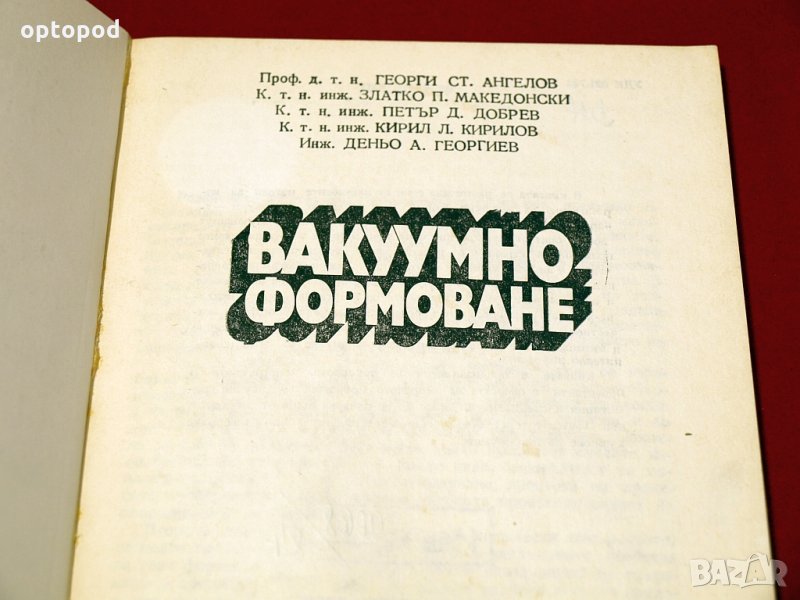 optopod
Проф. д. т. н. ГЕОРГИ СТ. АНГЕЛОВ
К. т. н. инж. ЗЛАТКО П. МАКЕДОНСКИ
К. т. н. инж. ПЕТЪР Д. ДОБРЕВ
К. т. н. инж. КИРИЛ Л. КИРИЛОВ
Инж. ДЕНЬО А. ГЕОРГИЕВ
ВАКУУМНО
ФОРМОВАНЕ
BAZAR